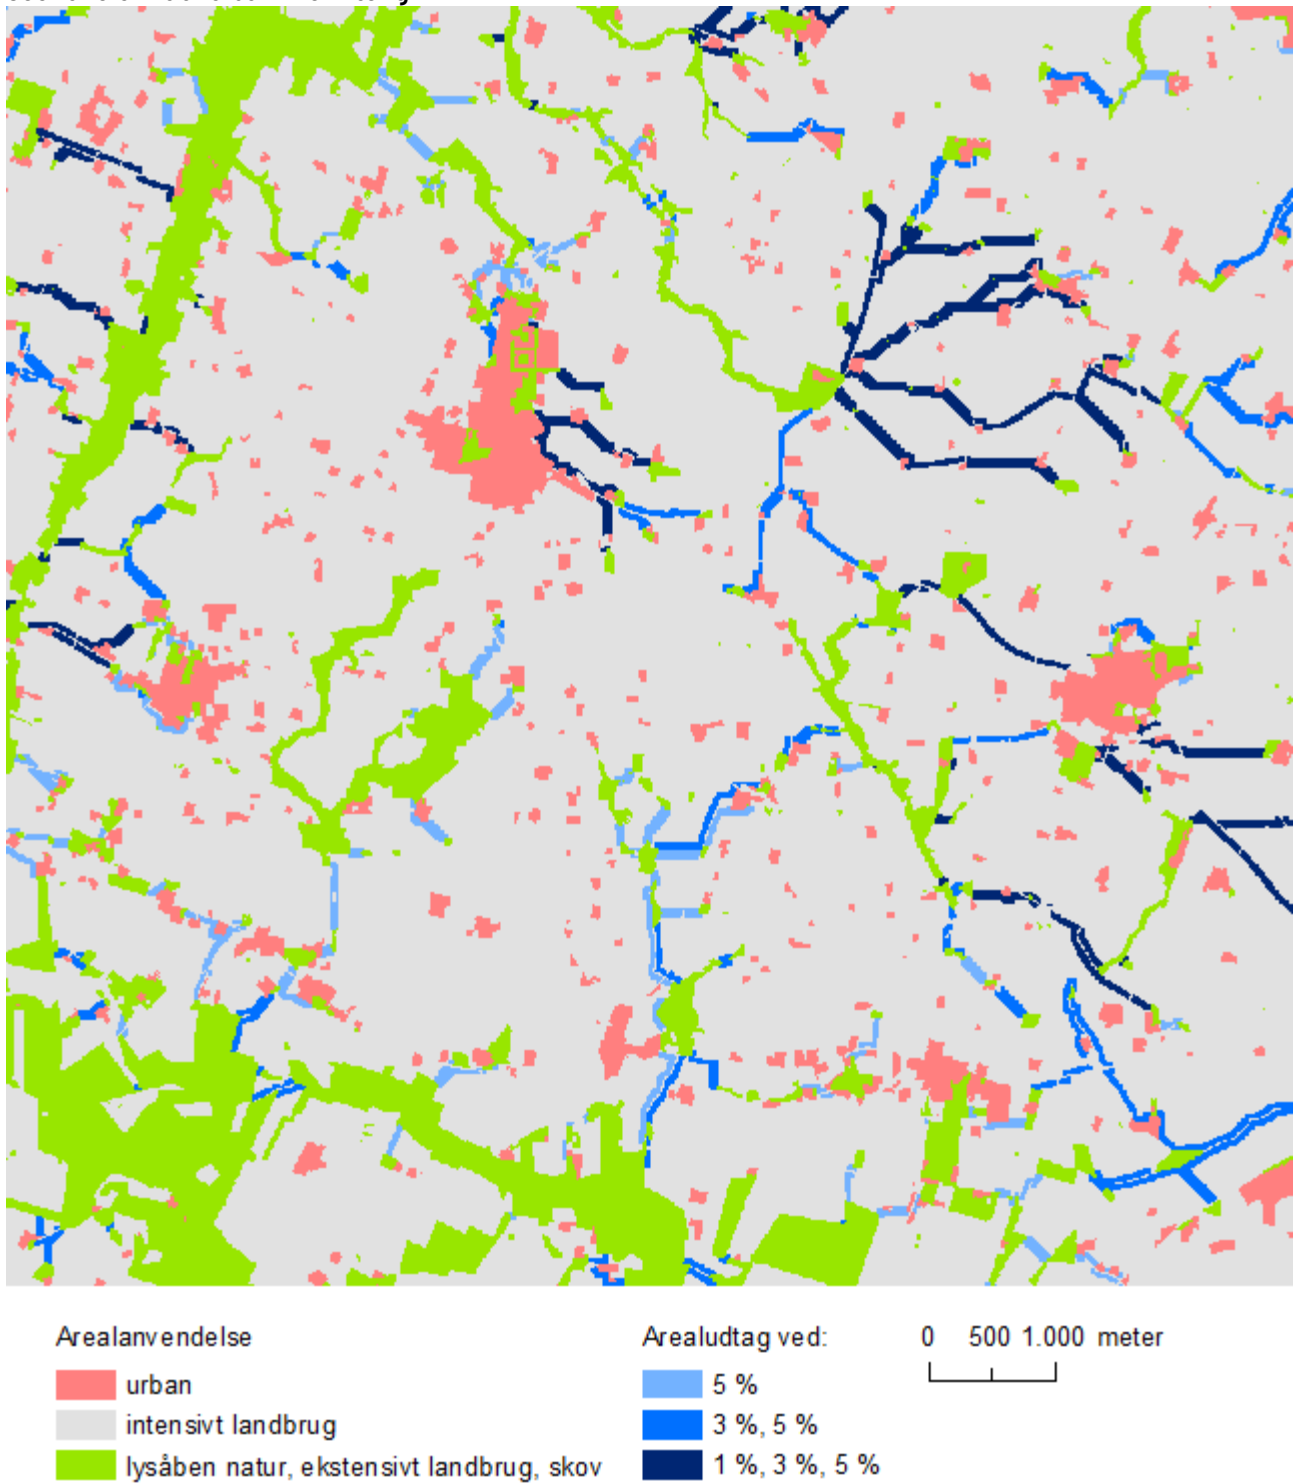 Arealanvendelse
urban
intensivt landbrug
lysåben natur, ekstensivt landbrug, skov
Arealudtag ved:
5 %
3 %, 5 %
1 %, 3 %, 5 %
0 500 1.000 meter